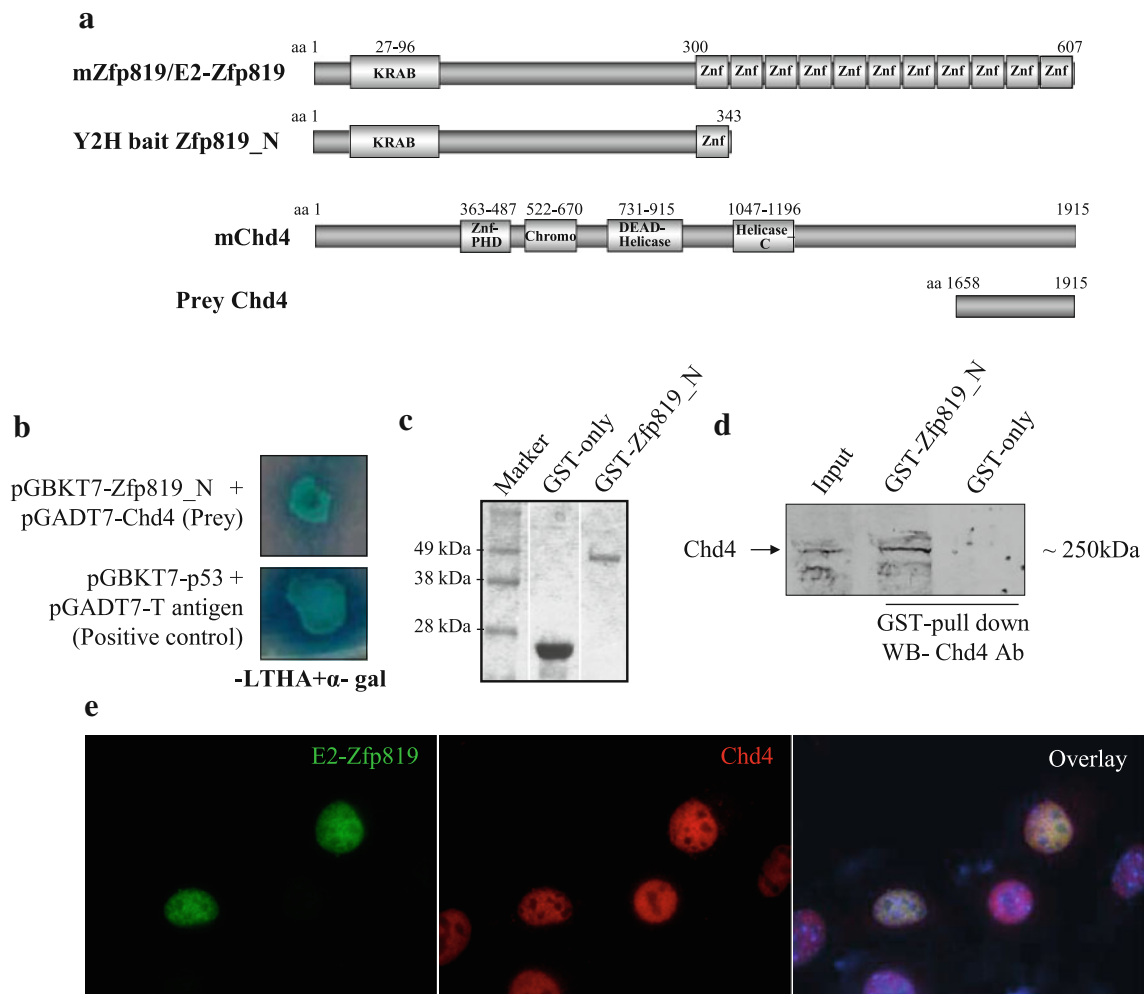 a
aa 1 27-96 300 607
mZfp819/E2-Zfp819 KRAB Znf Znf Znf Znf Znf Znf Znf Znf Znf Znf Znf
aa 1 343
Y2H bait Zfp819_N KRAB Znf
aa 1 363-487 522-670 731-915 1047-1196 1915
mChd4 Znf-PHD Chromo DEAD-Helicase Helicase_C
aa 1658 1915
Prey Chd4
b
pGBKT7-Zfp819_N +
pGADT7-Chd4 (Prey)
pGBKT7-p53 +
pGADT7-T antigen
(Positive control)
-LTHA+α- gal
c
Marker
GST-only
GST-Zfp819_N
49 kDa
38 kDa
28 kDa
d
Input
GST-Zfp819_N
GST-only
Chd4
~ 250kDa
GST-pull down
WB- Chd4 Ab
e
E2-Zfp819
Chd4
Overlay